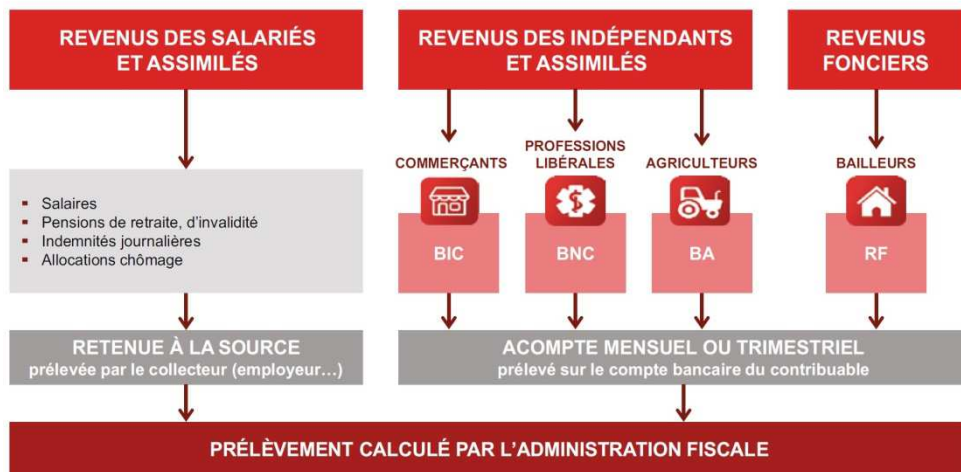 REVENUS DES SALARIÉS
ET ASSIMILÉS
REVENUS DES INDÉPENDANTS
ET ASSIMILÉS
REVENUS
FONCIERS
COMMERÇANTS
PROFESSIONS
LIBÉRALES
AGRICULTEURS
BAILLEURS
Salaires
Pensions de retraite, d'invalidité
Indemnités journalières
Allocations chômage
BIC
BNC
BA
RF
RETENUE À LA SOURCE
prélevée par le collecteur (employeur…)
ACOMPTE MENSUEL OU TRIMESTRIEL
prélevé sur le compte bancaire du contribuable
PRÉLÈVEMENT CALCULÉ PAR L'ADMINISTRATION FISCALE